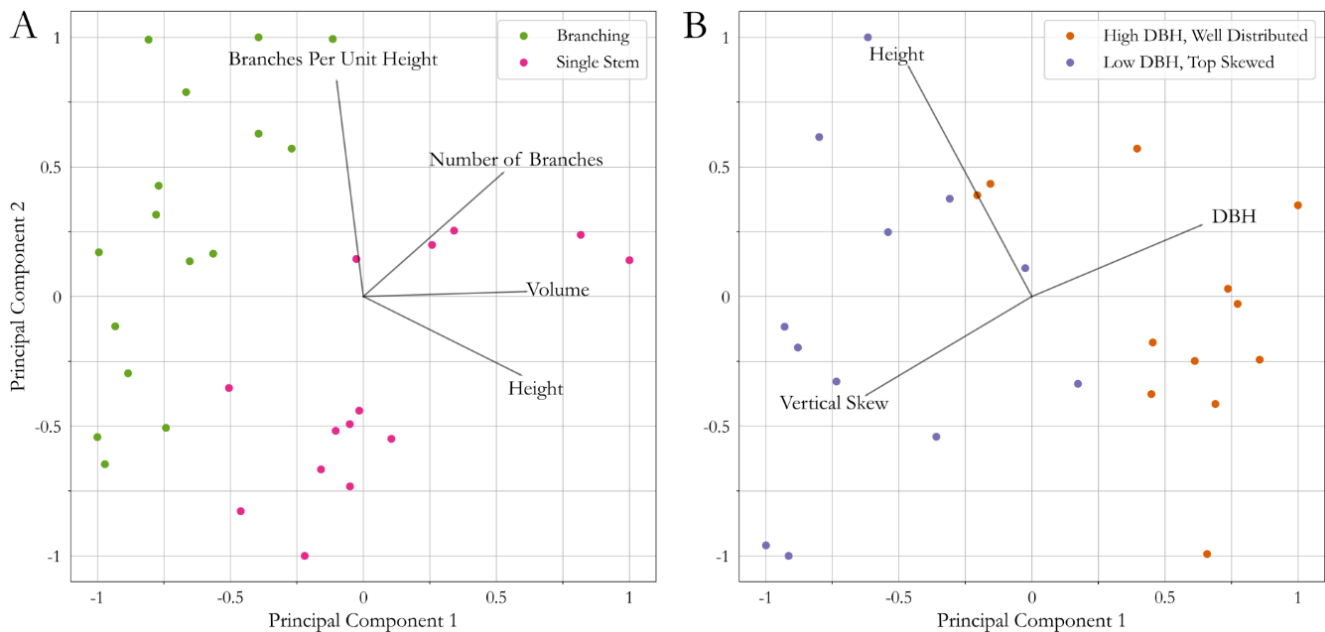 A
Branching
Single Stem
Branches Per Unit Height
Number of Branches
Volume
Height
Principal Component 2
1
0.5
0
-0.5
-1
-1
-0.5
0
0.5
1
Principal Component 1
B
High DBH, Well Distributed
Low DBH, Top Skewed
Height
DBH
Vertical Skew
1
0.5
0
-0.5
-1
-1
-0.5
0
0.5
1
Principal Component 1